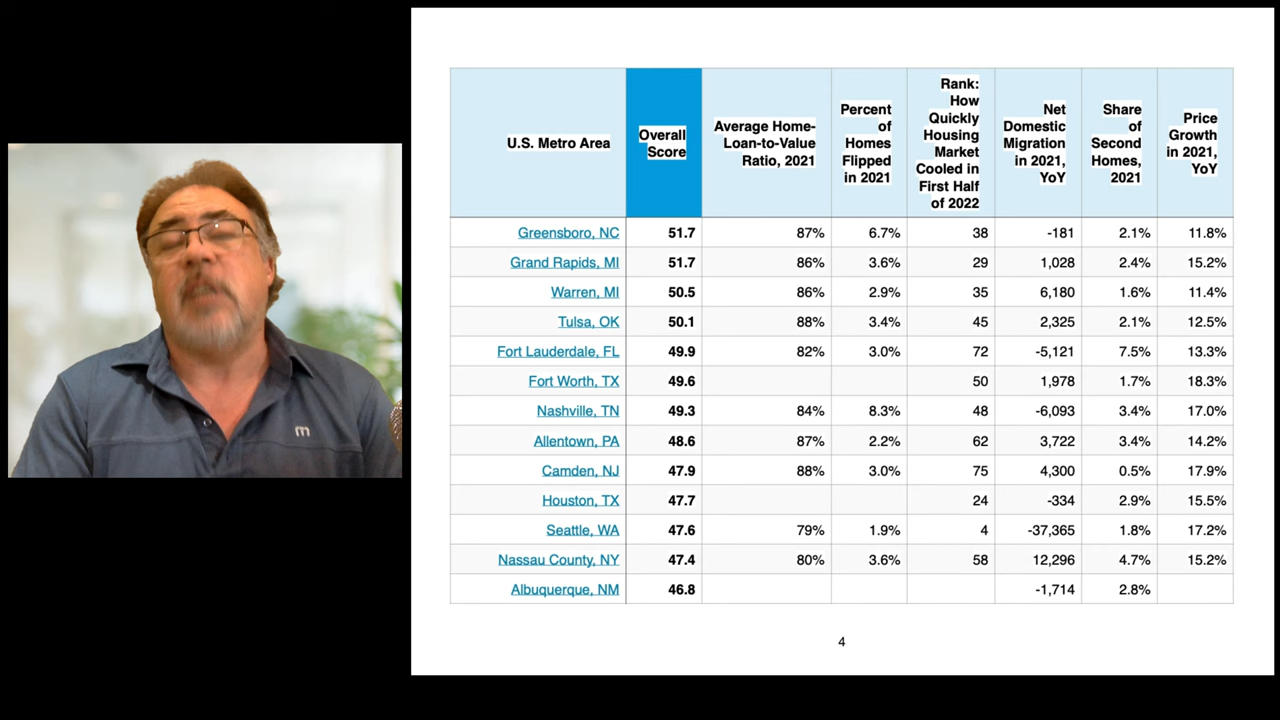 U.S. Metro Area Overall Score Average Home-Loan-to-Value Ratio, 2021 Percent of Homes Flipped in 2021 Rank: How Quickly Housing Market Cooled in First Half of 2022 Net Domestic Migration in 2021, YoY Share of Second Homes, 2021 Price Growth in 2021, YoY
Greensboro, NC 51.7 87% 6.7% 38 -181 2.1% 11.8%
Grand Rapids, MI 51.7 86% 3.6% 29 1,028 2.4% 15.2%
Warren, MI 50.5 86% 2.9% 35 6,180 1.6% 11.4%
Tulsa, OK 50.1 88% 3.4% 45 2,325 2.1% 12.5%
Fort Lauderdale, FL 49.9 82% 3.0% 72 -5,121 7.5% 13.3%
Fort Worth, TX 49.6 50 1,978 1.7% 18.3%
Nashville, TN 49.3 84% 8.3% 48 -6,093 3.4% 17.0%
Allentown, PA 48.6 87% 2.2% 62 3,722 3.4% 14.2%
Camden, NJ 47.9 88% 3.0% 75 4,300 0.5% 17.9%
Houston, TX 47.7 24 -334 2.9% 15.5%
Seattle, WA 47.6 79% 1.9% 4 -37,365 1.8% 17.2%
Nassau County, NY 47.4 80% 3.6% 58 12,296 4.7% 15.2%
Albuquerque, NM 46.8 -1,714 2.8%
4